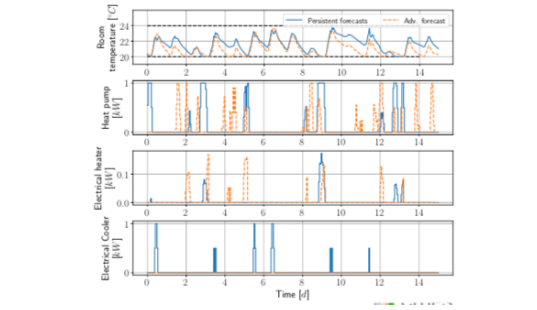 Persistent forecasts
Adv. forecast
Room
temperature [°C]
24
22
20
0 2 4 6 8 10 12 14
Heat pump
[kW]
1
0
0 2 4 6 8 10 12 14
Electrical heater
[kW]
0.1
0.0
0 2 4 6 8 10 12 14
Electrical Cooler
[kW]
1
0
0 2 4 6 8 10 12 14
Time [d]